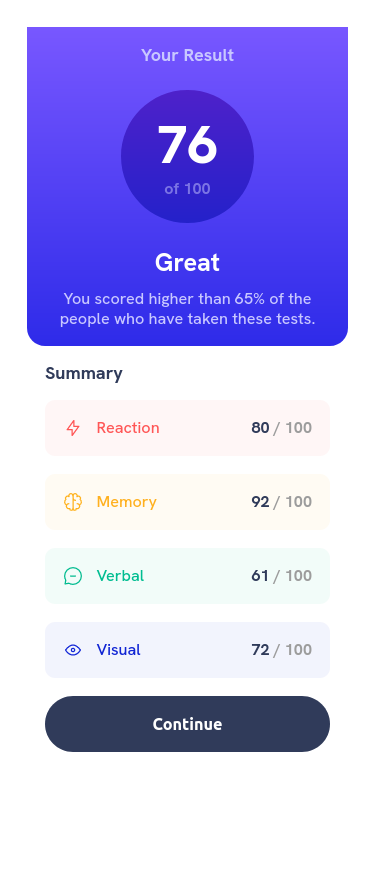 Your Result
76
of 100
Great
You scored higher than 65% of the
people who have taken these tests.
Summary
Reaction 80 / 100
Memory 92 / 100
Verbal 61 / 100
Visual 72 / 100
Continue